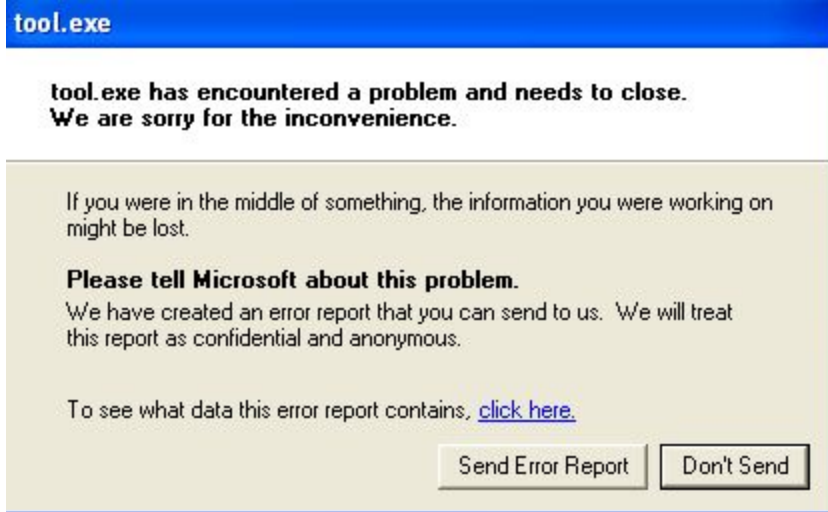 tool.exe
tool.exe has encountered a problem and needs to close.
We are sorry for the inconvenience.
If you were in the middle of something, the information you were working on
might be lost.
Please tell Microsoft about this problem.
We have created an error report that you can send to us.  We will treat
this report as confidential and anonymous.
To see what data this error report contains, click here.
Send Error Report
Don't Send